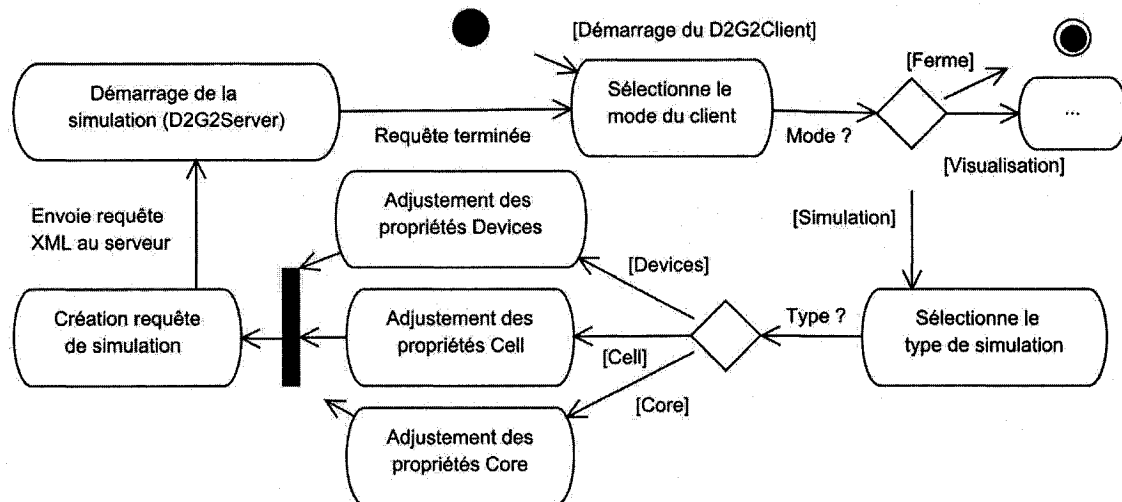 [Démarrage du D2G2Client]
[Ferme]
Démarrage de la
simulation (D2G2Server)
Sélectionne le
mode du client
...
Requête terminée
Mode ?
[Visualisation]
Envoie requête
XML au serveur
Adjustement des
propriétés Devices
[Simulation]
[Devices]
Création requête
de simulation
Adjustement des
propriétés Cell
Type ?
Sélectionne le
type de simulation
[Cell]
[Core]
Adjustement des
propriétés Core